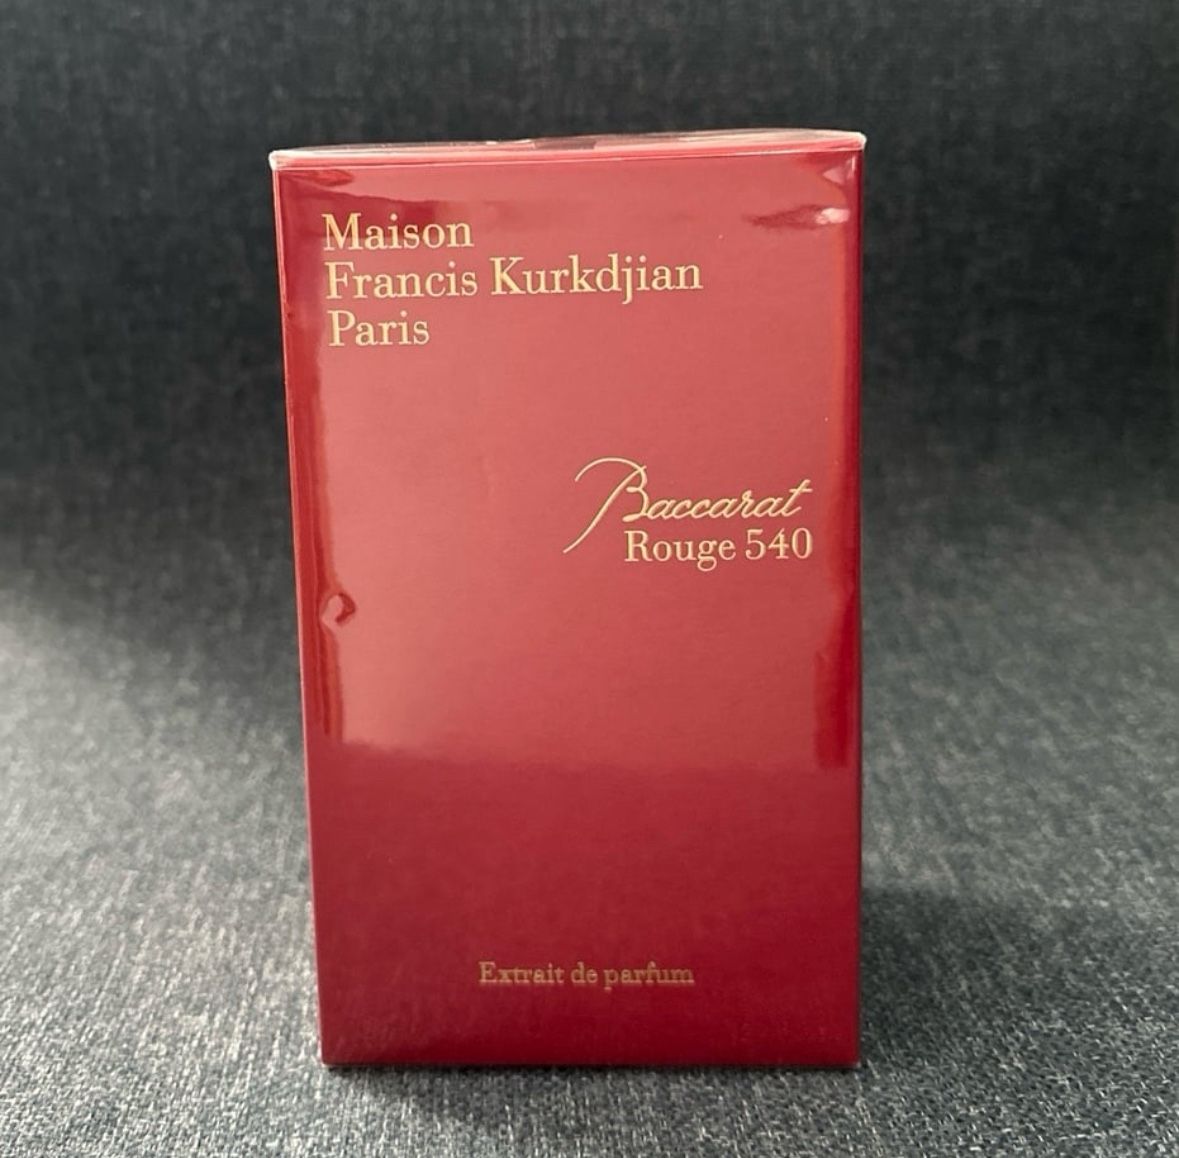 Maison
Francis Kurkdjian
Paris
Baccarat
Rouge 540
Extrait de parfum